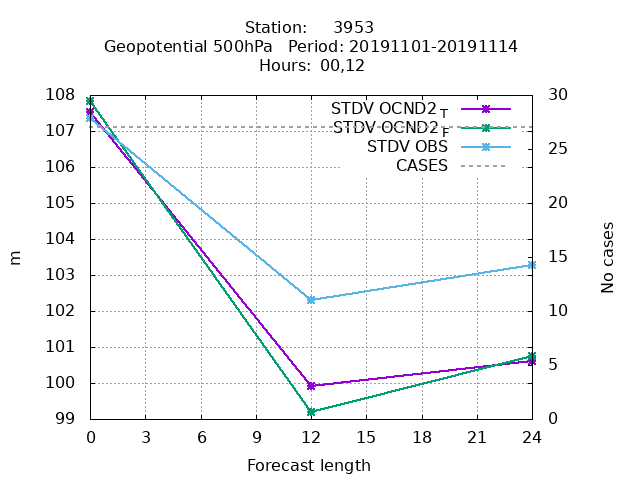 Station: 3953
Geopotential 500hPa Period: 20191101-20191114
Hours: 00,12
108
107
106
105
104
103
102
101
100
99
m
30
25
20
15
10
5
0
No cases
STDV OCND2T
STDV OCND2F
STDV OBS
CASES
0 3 6 9 12 15 18 21 24
Forecast length